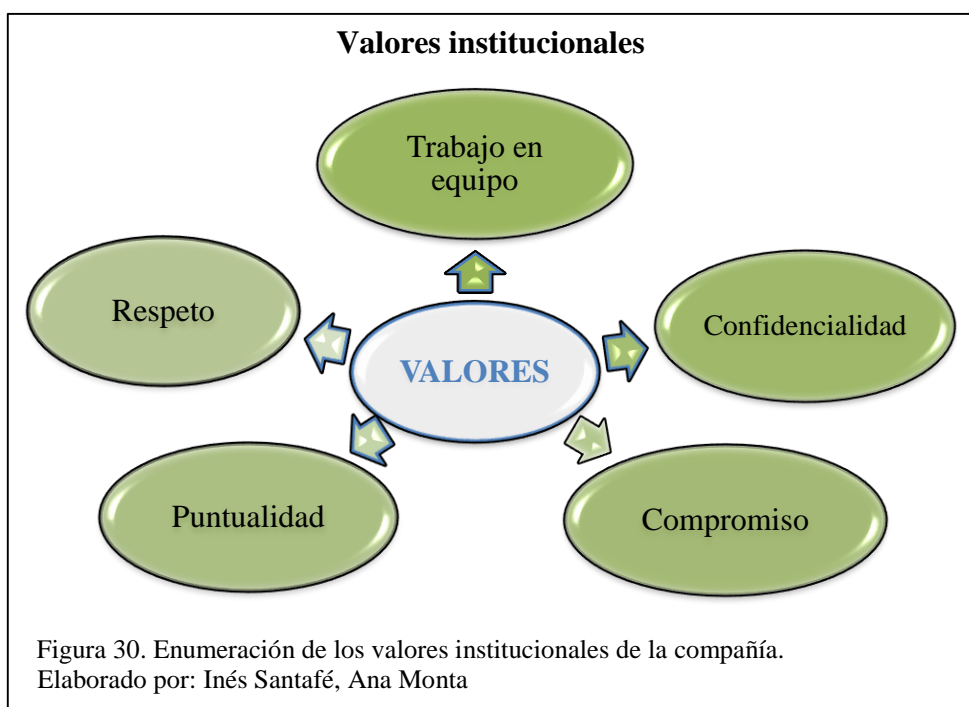 Valores institucionales
Trabajo en
equipo
Respeto
Confidencialidad
VALORES
Puntualidad
Compromiso
Figura 30. Enumeración de los valores institucionales de la compañía.
Elaborado por: Inés Santafé, Ana Monta